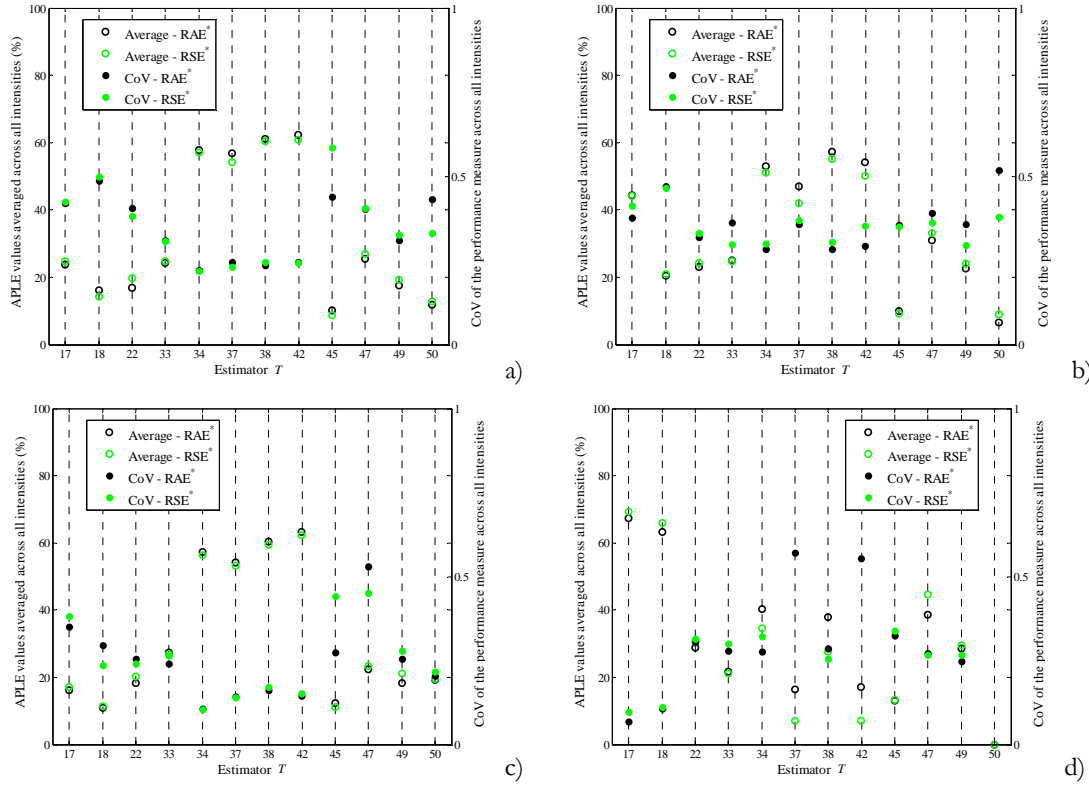 APLE values averaged across all intensities (%)
100
80
60
40
20
0
Average - RAE*
Average - RSE*
CoV - RAE*
CoV - RSE*
1
0.5
0
CoV of the performance measure across all intensities
17 18 22 33 34 37 38 42 45 47 49 50
Estimator T
a)
APLE values averaged across all intensities (%)
100
80
60
40
20
0
Average - RAE*
Average - RSE*
CoV - RAE*
CoV - RSE*
1
0.5
0
CoV of the performance measure across all intensities
17 18 22 33 34 37 38 42 45 47 49 50
Estimator T
b)
APLE values averaged across all intensities (%)
100
80
60
40
20
0
Average - RAE*
Average - RSE*
CoV - RAE*
CoV - RSE*
1
0.5
0
CoV of the performance measure across all intensities
17 18 22 33 34 37 38 42 45 47 49 50
Estimator T
c)
APLE values averaged across all intensities (%)
100
80
60
40
20
0
Average - RAE*
Average - RSE*
CoV - RAE*
CoV - RSE*
1
0.5
0
CoV of the performance measure across all intensities
17 18 22 33 34 37 38 42 45 47 49 50
Estimator T
d)